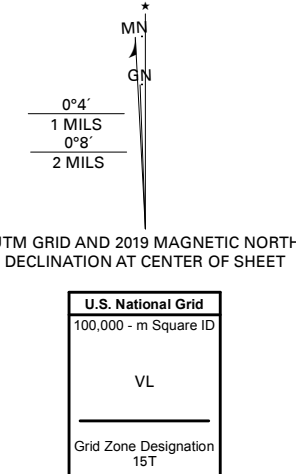 ★
MN
GN
0°4´
1 MILS
0°8´
2 MILS
UTM GRID AND 2019 MAGNETIC NORTH
DECLINATION AT CENTER OF SHEET
U.S. National Grid
100,000 - m Square ID
VL
Grid Zone Designation
15T